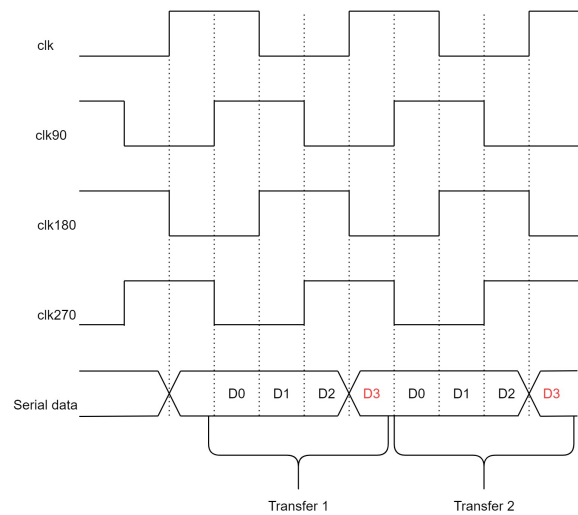 clk
clk90
clk180
clk270
Serial data D0 D1 D2 D3 D0 D1 D2 D3
Transfer 1 Transfer 2